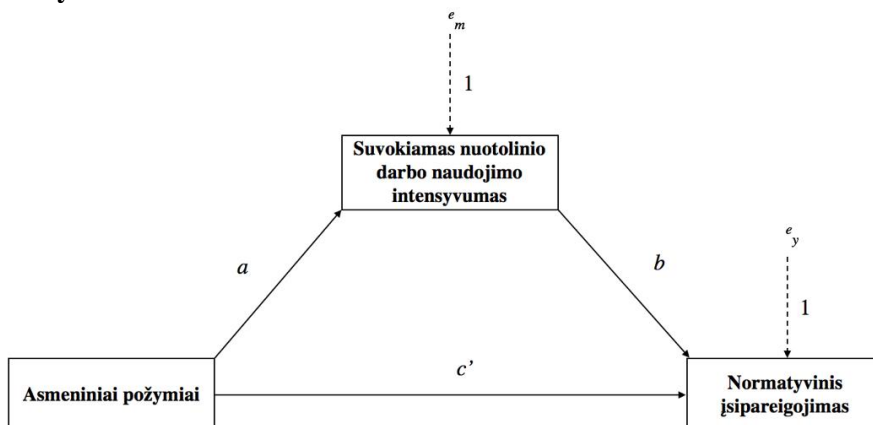 e
m
1
Suvokiamas nuotolinio
darbo naudojimo
intensyvumas
e
y
1
a
b
c’
Asmeniniai požymiai
Normatyvinis
įsipareigojimas